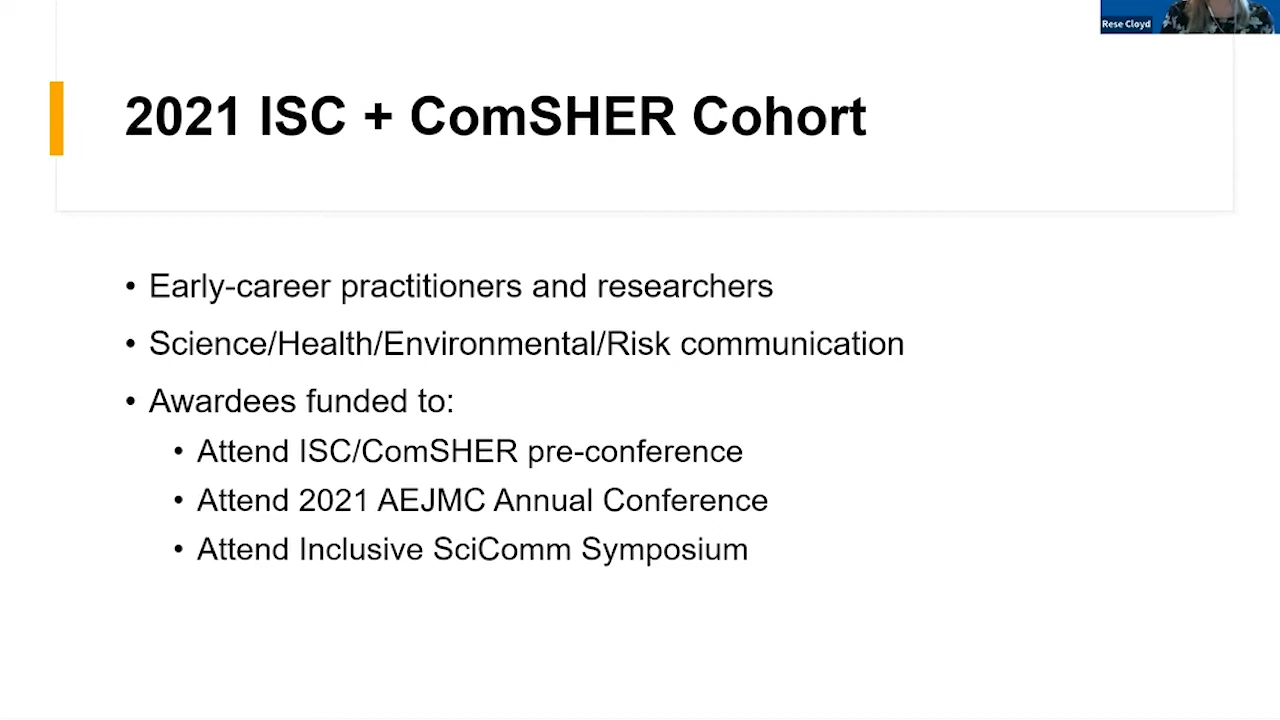 Rese Cloyd
2021 ISC + ComSHER Cohort
• Early-career practitioners and researchers
• Science/Health/Environmental/Risk communication
• Awardees funded to:
• Attend ISC/ComSHER pre-conference
• Attend 2021 AEJMC Annual Conference
• Attend Inclusive SciComm Symposium